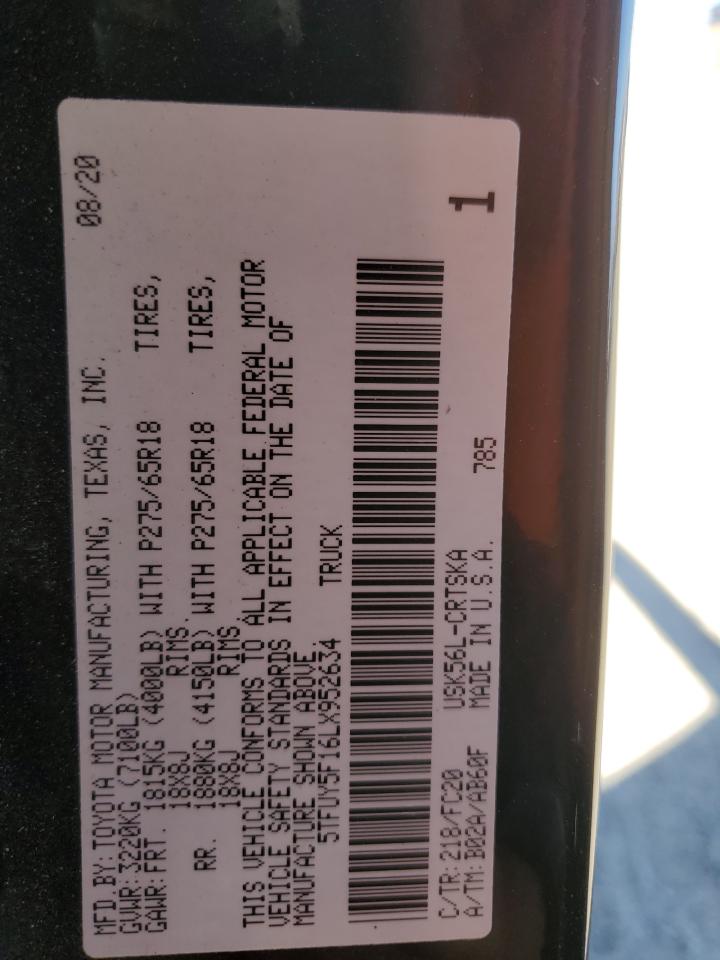 MFD.BY:TOYOTA MOTOR MANUFACTURING, TEXAS, INC. 08/20
GVWR:3220KG (7100LB)
GAWR:FRT. 1815KG (4000LB) WITH P275/65R18 TIRES,
18X8J RIMS.
RR. 1880KG (4150LB) WITH P275/65R18 TIRES,
18X8J RIMS.
THIS VEHICLE CONFORMS TO ALL APPLICABLE FEDERAL MOTOR
VEHICLE SAFETY STANDARDS IN EFFECT ON THE DATE OF
MANUFACTURE SHOWN ABOVE
5TFUY5F16LX952634 TRUCK
C/TR:218/FC20 USK56L-CRTSKA 785 1
A/TM:B02A/AB60F MADE IN U.S.A.